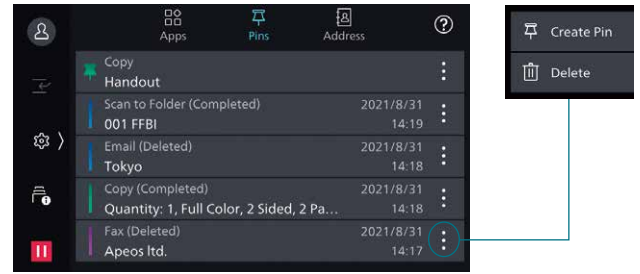 Apps
Pins
Address
Copy
Handout
Scan to Folder (Completed)
2021/8/31
001 FFBI
14:19
Email (Deleted)
2021/8/31
Tokyo
14:18
Copy (Completed)
2021/8/31
Quantity: 1, Full Color, 2 Sided, 2 Pa...
14:18
Fax (Deleted)
2021/8/31
Apeos ltd.
14:17
Create Pin
Delete